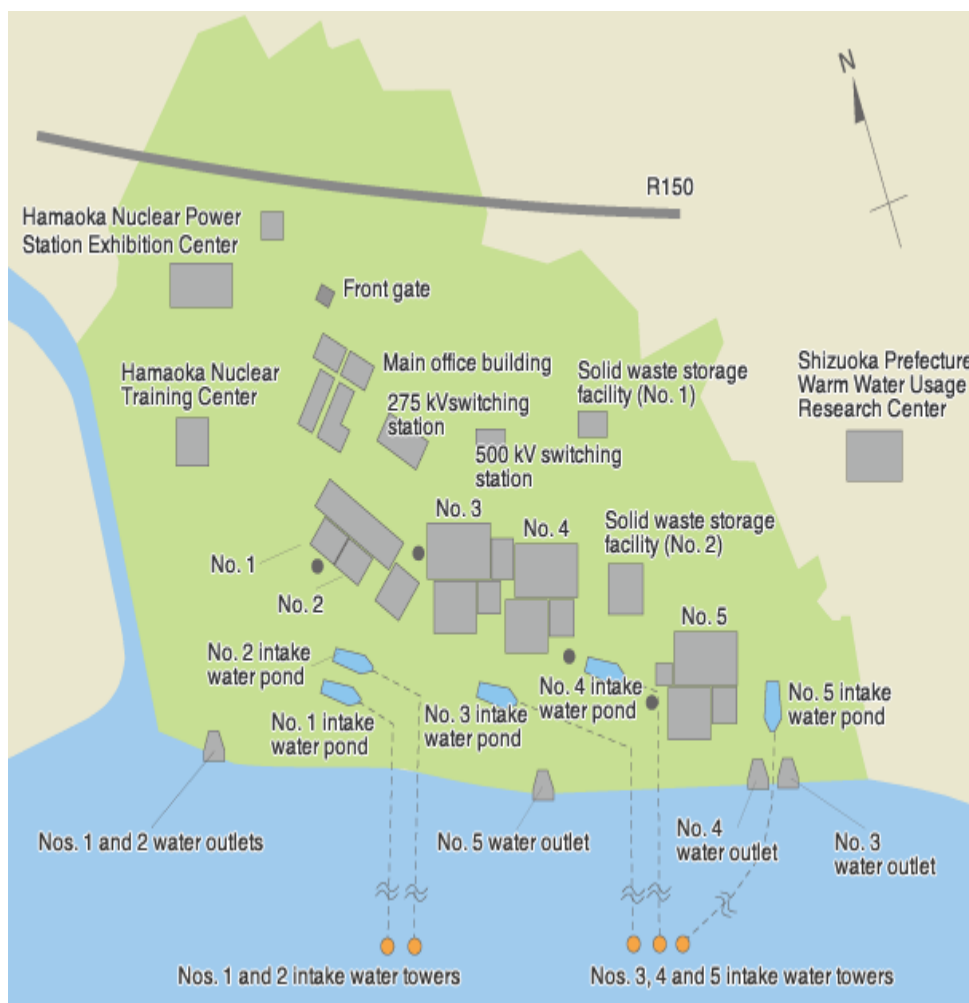 N
R150
Hamaoka Nuclear Power
Station Exhibition Center
Front gate
Main office building
Hamaoka Nuclear
Training Center
275 kVswitching
station
Solid waste storage
facility (No. 1)
Shizuoka Prefecture
Warm Water Usage
Research Center
500 kV switching
station
No. 3
No. 4
Solid waste storage
facility (No. 2)
No. 1
No. 2
No. 5
No. 2 intake
water pond
No. 1 intake
water pond
No. 3 intake
water pond
No. 4 intake
water pond
No. 5 intake
water pond
Nos. 1 and 2 water outlets
No. 5 water outlet
No. 4
water outlet
No. 3
water outlet
Nos. 1 and 2 intake water towers
Nos. 3, 4 and 5 intake water towers